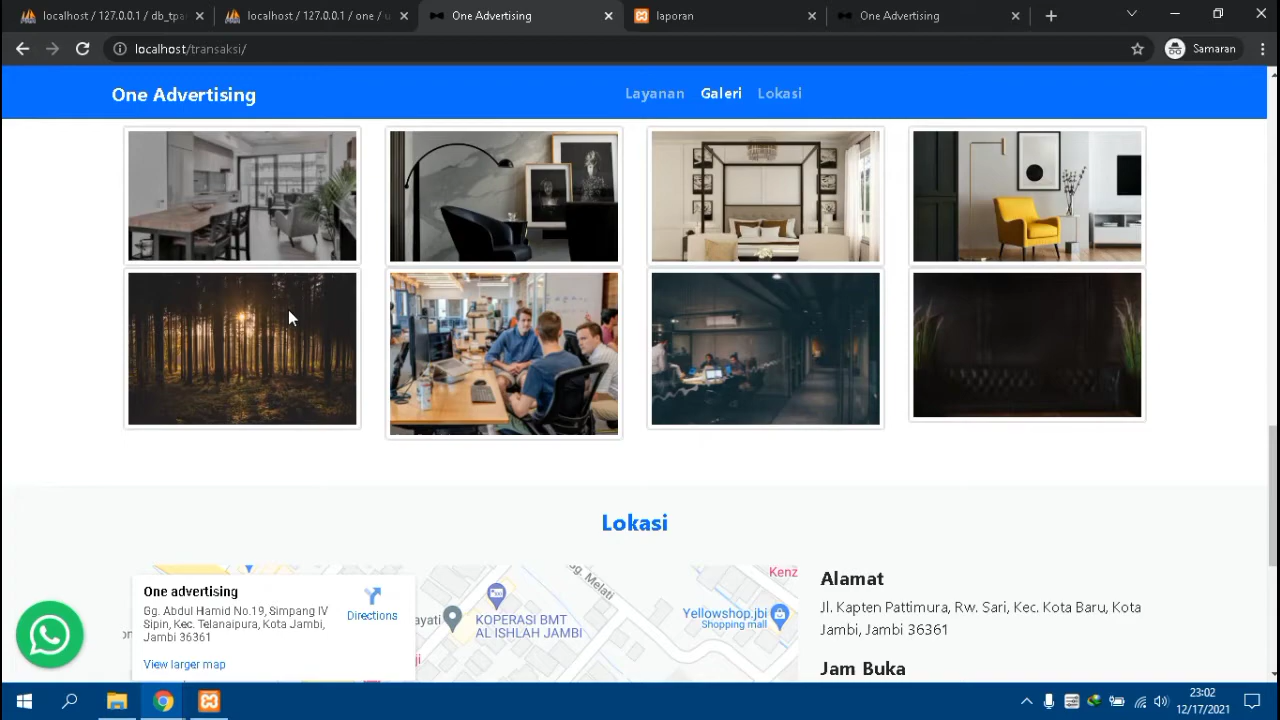 localhost / 127.0.0.1 / db_tpa
localhost / 127.0.0.1 / one / u
One Advertising
laporan
One Advertising
localhost/transaksi/
Samaran
One Advertising
Layanan
Galeri
Lokasi
Lokasi
One advertising
Gg. Abdul Hamid No.19, Simpang IV
Sipin, Kec. Telanaipura, Kota Jambi,
Jambi 36361
Directions
View larger map
Gg. Melati
KOPERASI BMT
AL ISHLAH JAMBI
Kenz
Yellowshop.jbi
Shopping mall
Alamat
Jl. Kapten Pattimura, Rw. Sari, Kec. Kota Baru, Kota
Jambi, Jambi 36361
Jam Buka
23:02
12/17/2021